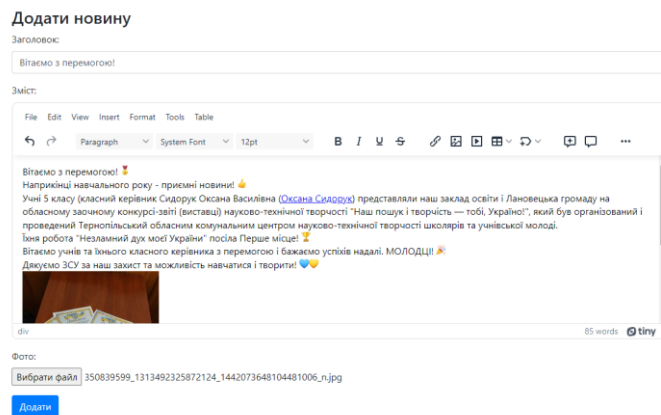 Додати новину
Заголовок:
Вітаємо з перемогою!
Зміст:
File Edit View Insert Format Tools Table
Paragraph System Font 12pt B I U S
Вітаємо з перемогою! 🎖
Наприкінці навчального року - приємні новини! 👍
Учні 5 класу (класний керівник Сидорук Оксана Василівна (Оксана Сидорук) представляли наш заклад освіти і Лановецька громаду на
обласному заочному конкурсі-звіті (виставці) науково-технічної творчості "Наш пошук і творчість — тобі, Україно!", який був організований і
проведений Тернопільський обласним комунальним центром науково-технічної творчості школярів та учнівської молоді.
Їхня робота "Незламний дух моєї України" посіла Перше місце! 🏆
Вітаємо учнів та їхнього класного керівника з перемогою і бажаємо успіхів надалі. МОЛОДЦІ! 🎉
Дякуємо ЗСУ за наш захист та можливість навчатися і творити! 💙💛
div 85 words tiny
Фото:
Вибрати файл 350839599_1313492325872124_1442073648104481006_n.jpg
Додати